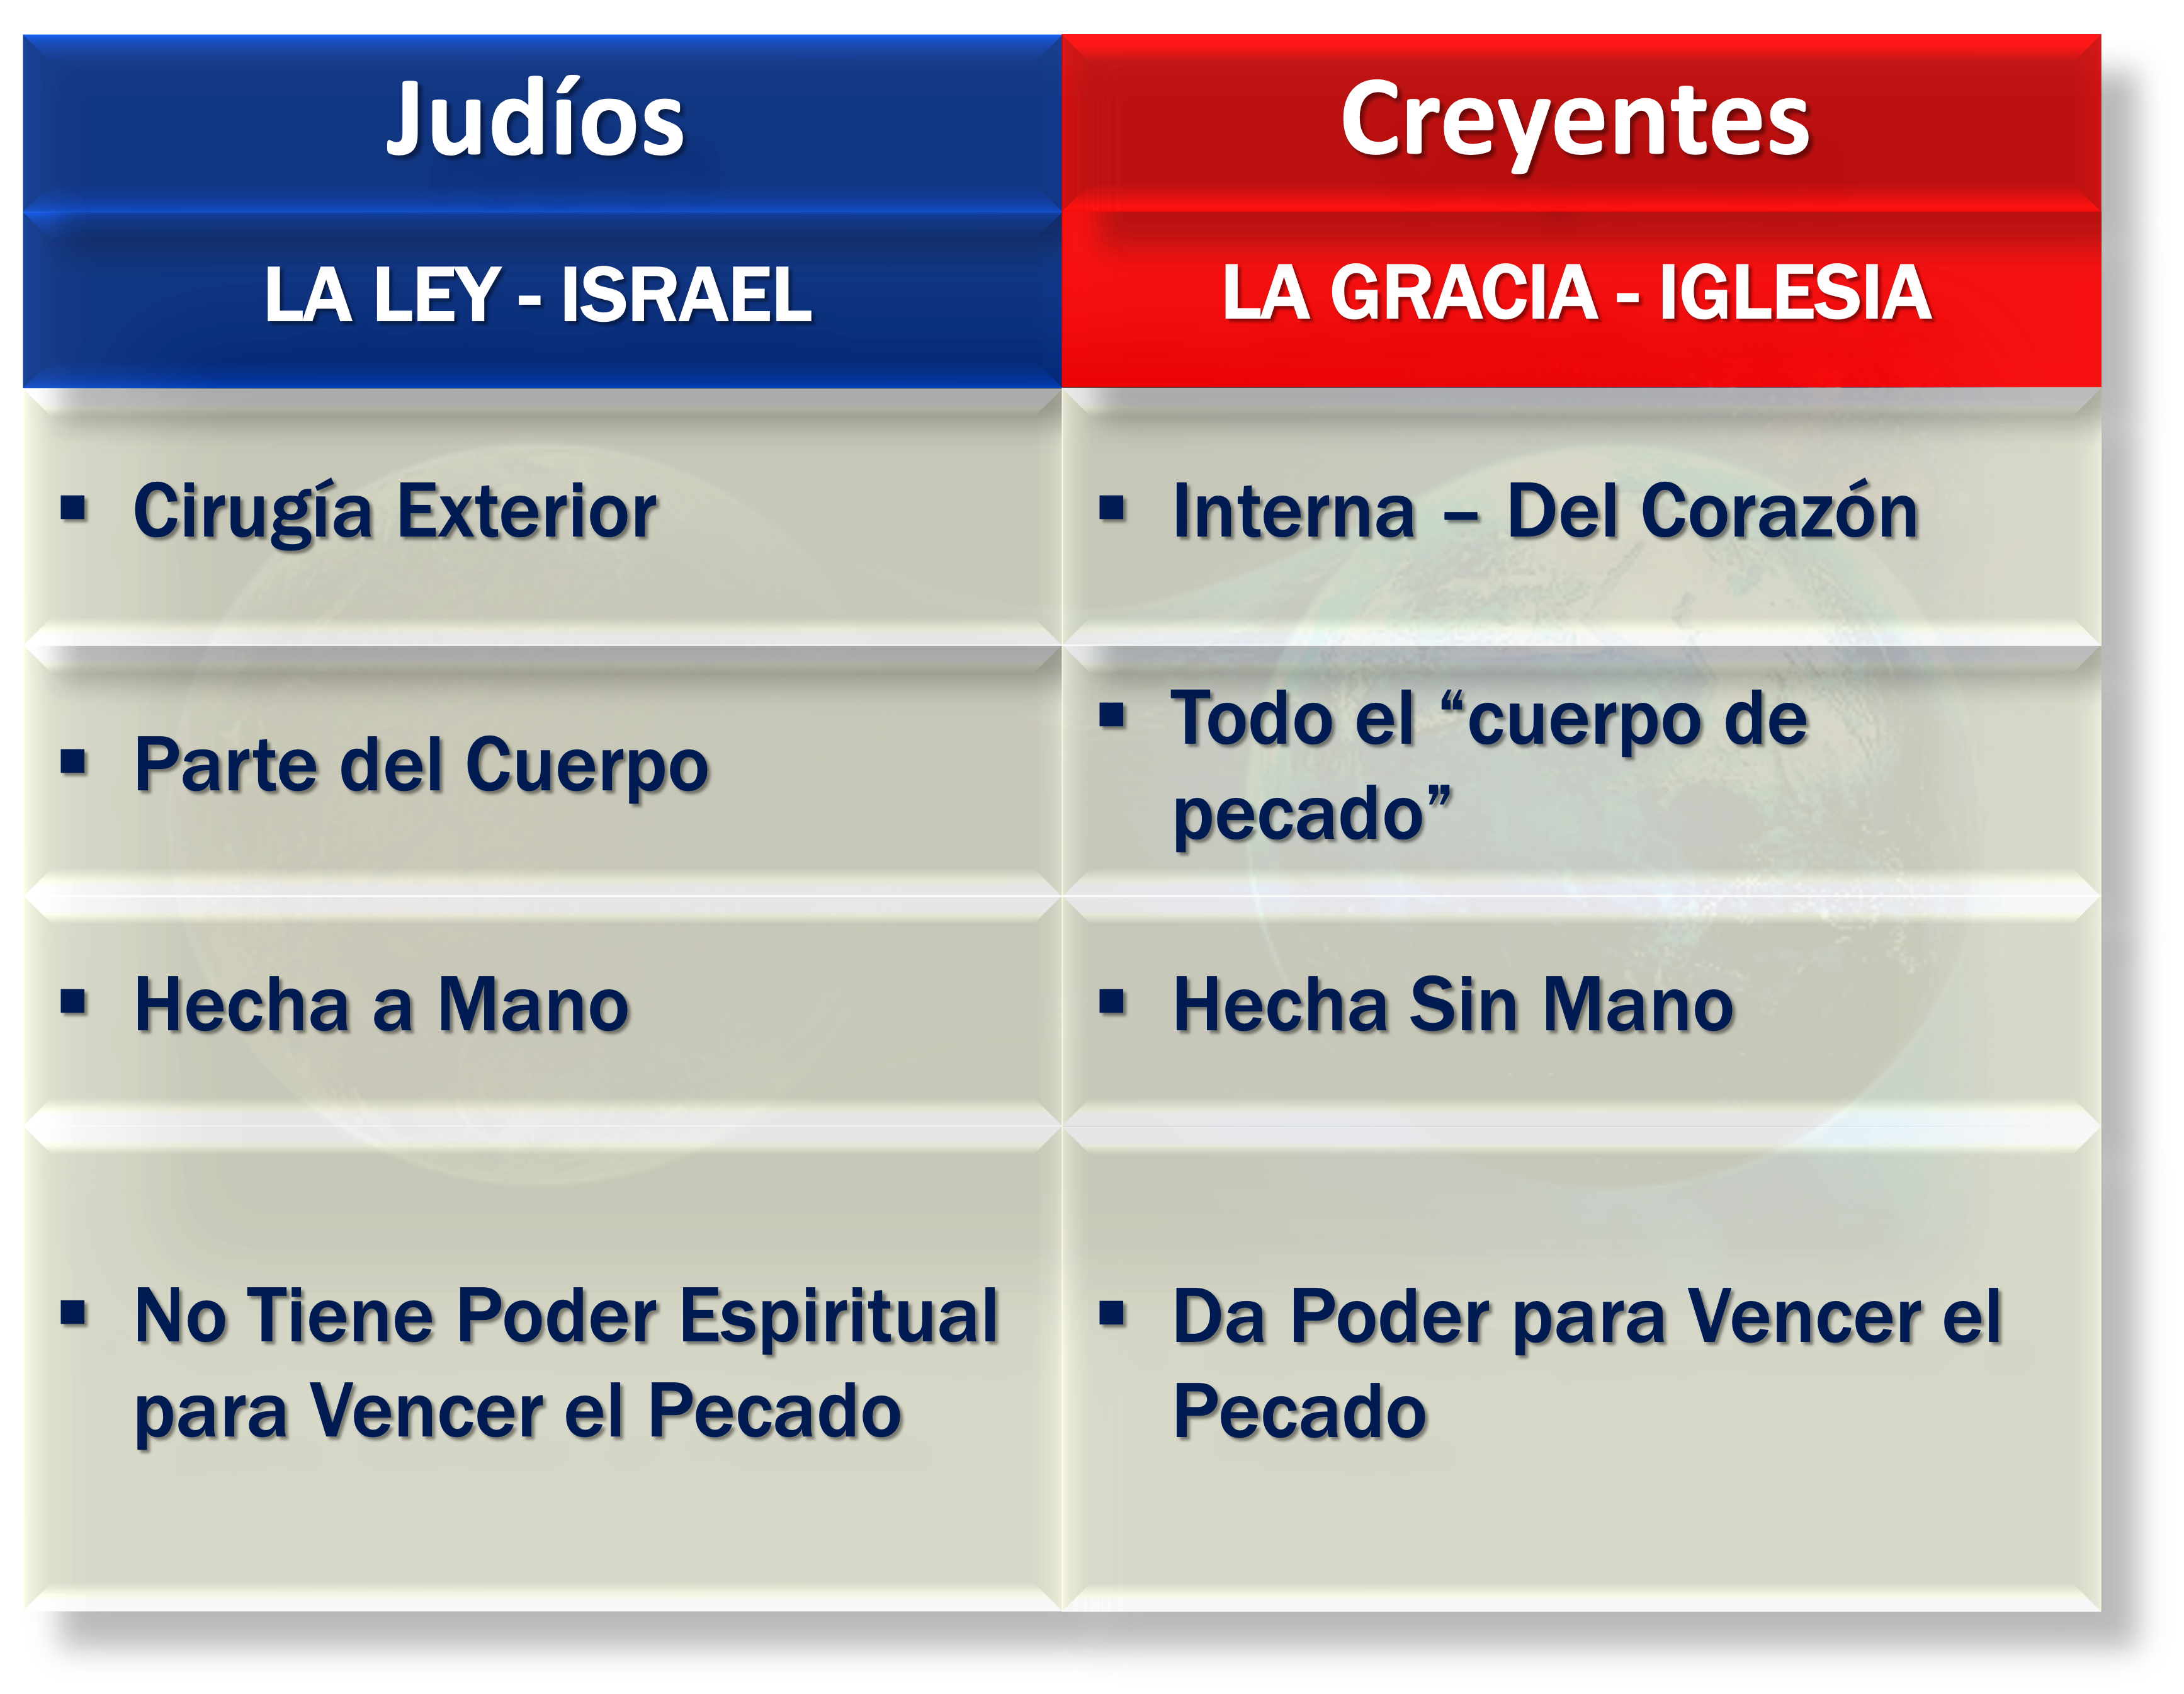 Judíos
Creyentes
LA LEY - ISRAEL
LA GRACIA - IGLESIA
▪ Cirugía Exterior
▪ Interna – Del Corazón
▪ Parte del Cuerpo
▪ Todo el “cuerpo de
pecado”
▪ Hecha a Mano
▪ Hecha Sin Mano
▪ No Tiene Poder Espiritual
para Vencer el Pecado
▪ Da Poder para Vencer el
Pecado